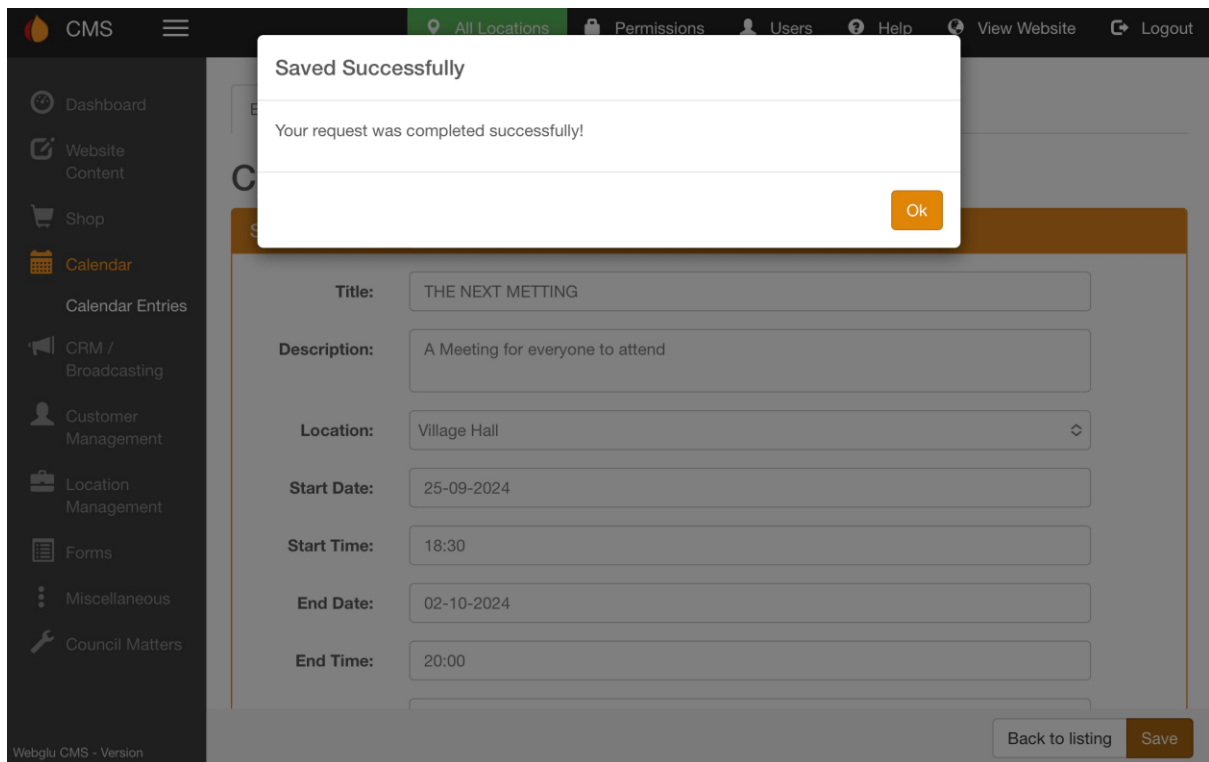 CMS
All Locations
Permissions
Users
Help
View Website
Logout
Saved Successfully
Your request was completed successfully!
Ok
Dashboard
Website
Content
Shop
Calendar
Calendar Entries
CRM /
Broadcasting
Customer
Management
Location
Management
Forms
Miscellaneous
Council Matters
Title:
THE NEXT METTING
Description:
A Meeting for everyone to attend
Location:
Village Hall
Start Date:
25-09-2024
Start Time:
18:30
End Date:
02-10-2024
End Time:
20:00
Back to listing
Save
Webglu CMS - Version